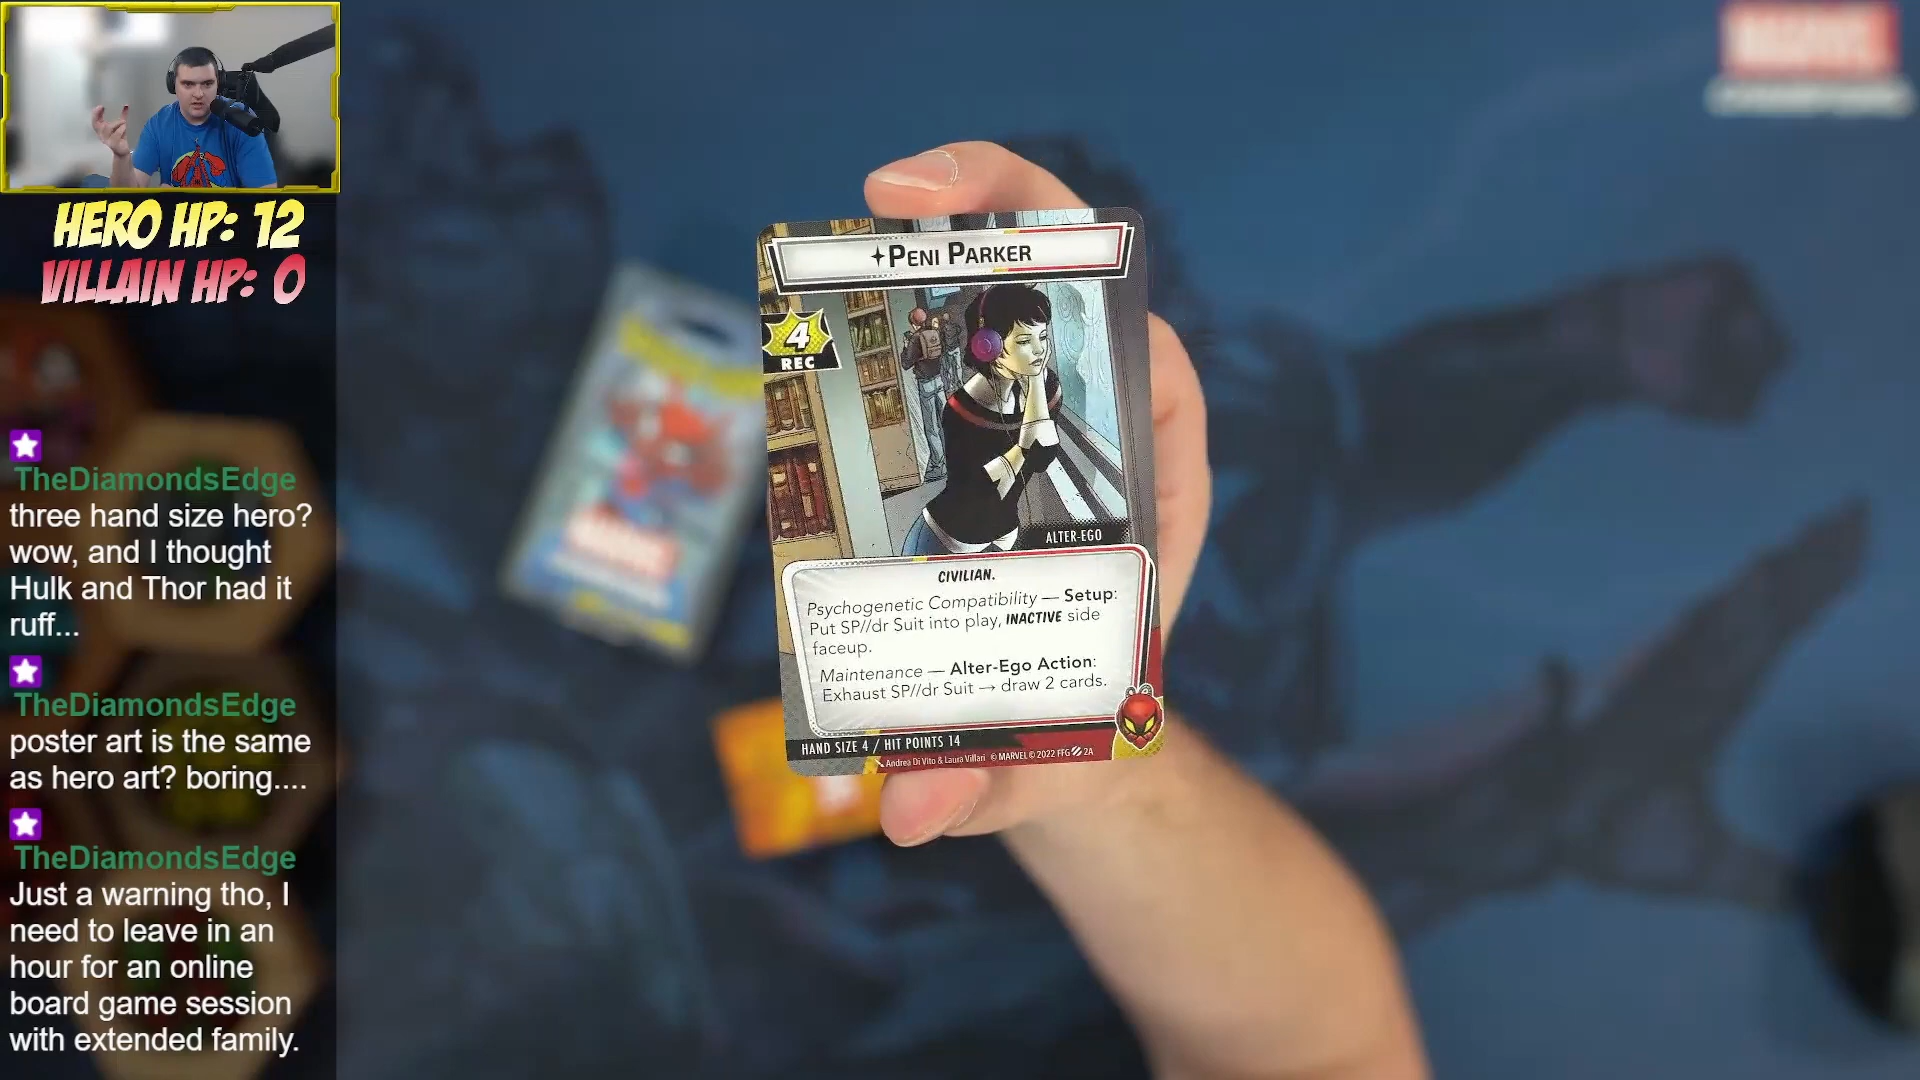 HERO HP: 12
VILLAIN HP: 0
TheDiamondsEdge
three hand size hero?
wow, and I thought
Hulk and Thor had it
ruff...
TheDiamondsEdge
poster art is the same
as hero art? boring....
TheDiamondsEdge
Just a warning tho, I
need to leave in an
hour for an online
board game session
with extended family.
PENI PARKER
4
REC
ALTER-EGO
CIVILIAN.
Psychogenetic Compatibility — Setup:
Put SP//dr Suit into play, INACTIVE side
faceup.
Maintenance — Alter-Ego Action:
Exhaust SP//dr Suit → draw 2 cards.
HAND SIZE 4 / HIT POINTS 14
Andrea Di Vito & Laura Villari © MARVEL © 2022 FFG 2A
MARVEL